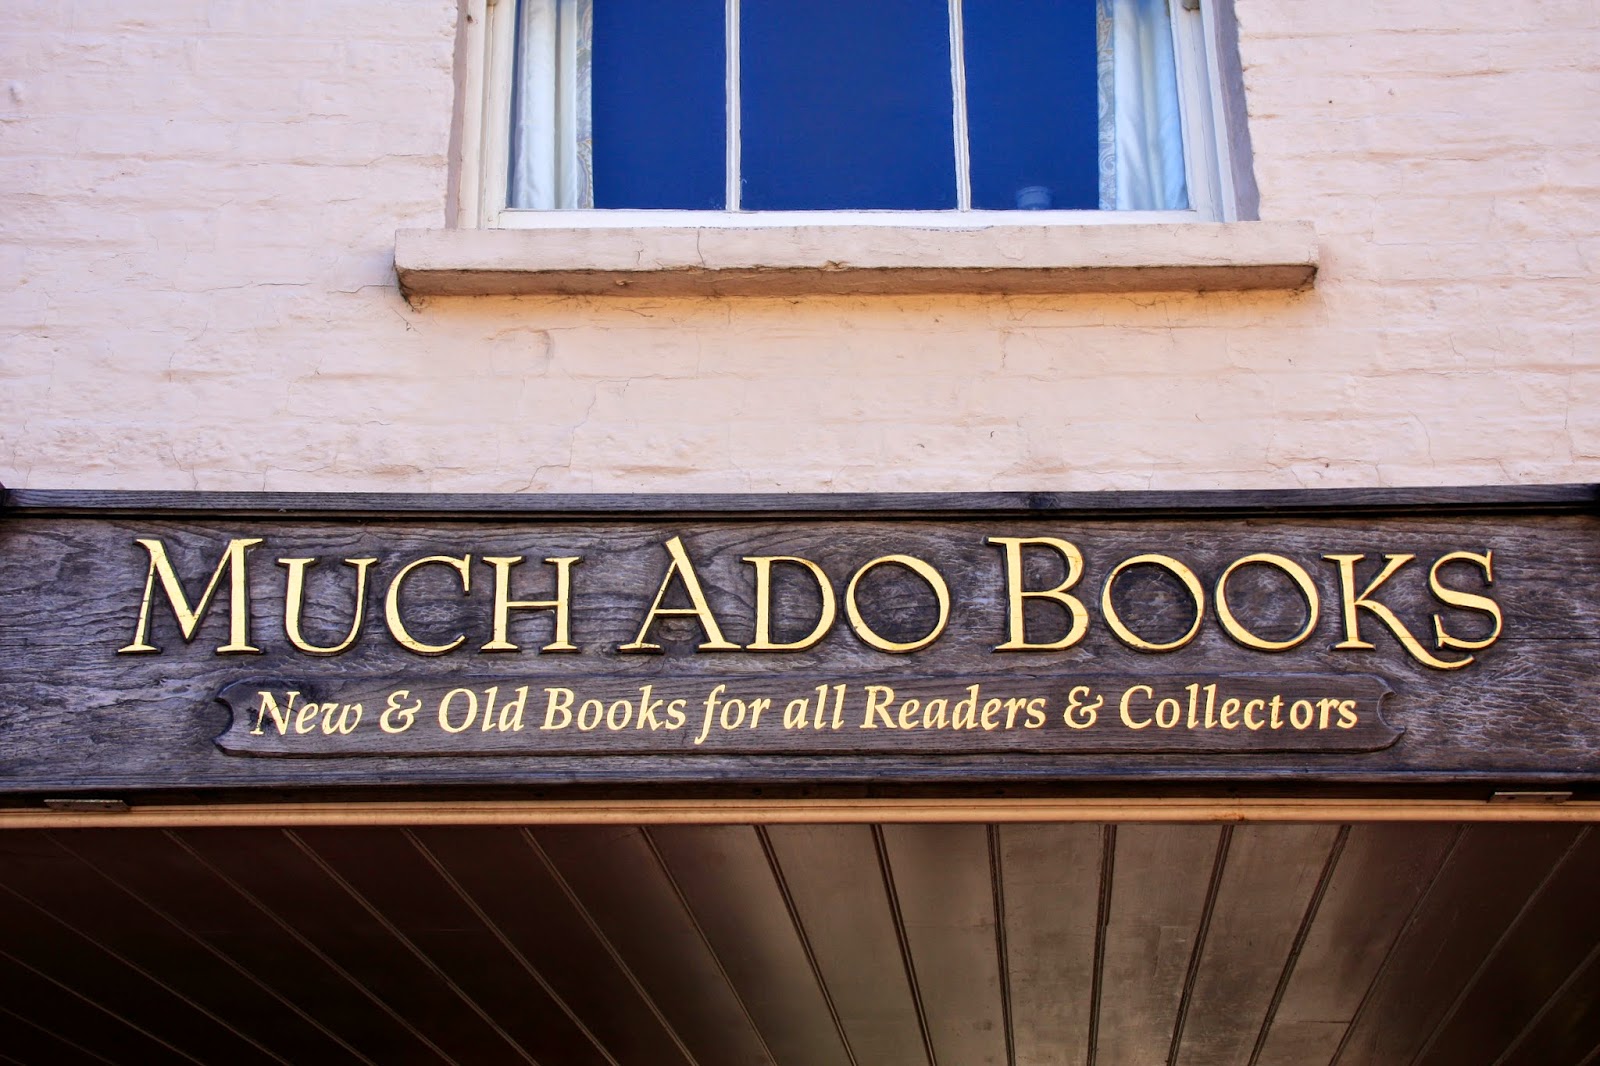 MUCH ADO BOOKS
New & Old Books for all Readers & Collectors